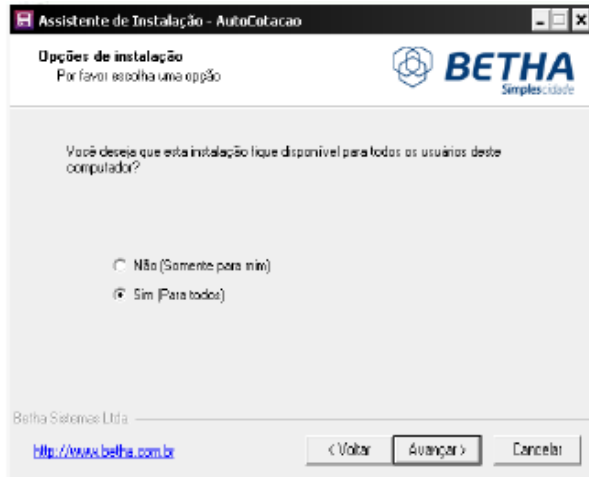 Assistente de Instalação - AutoCotacao
Opções de instalação
Por favor escolha uma opção
BETHA
Simplescidade
Você deseja que esta instalação fique disponível para todos os usuários deste
computador?
Não (Somente para mim)
Sim (Para todos)
Betha Sistemas Ltda
http://www.betha.com.br
< Voltar
Avançar >
Cancelar